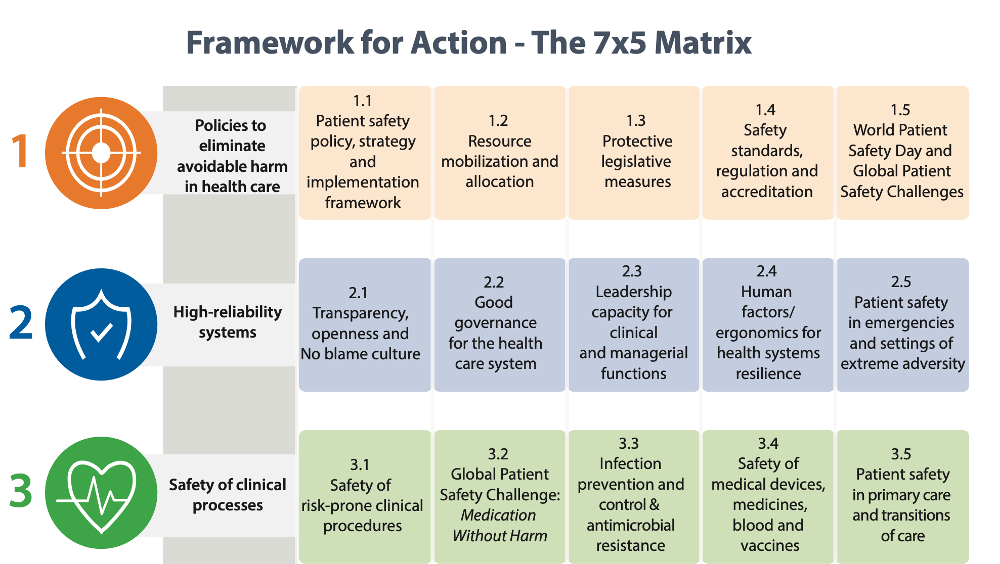 Framework for Action - The 7x5 Matrix
1
Policies to
eliminate
avoidable harm
in health care
1.1
Patient safety
policy, strategy
and
implementation
framework
1.2
Resource
mobilization and
allocation
1.3
Protective
legislative
measures
1.4
Safety
standards,
regulation and
accreditation
1.5
World Patient
Safety Day and
Global Patient
Safety Challenges
2
High-reliability
systems
2.1
Transparency,
openness and
No blame culture
2.2
Good
governance
for the health
care system
2.3
Leadership
capacity for
clinical
and managerial
functions
2.4
Human
factors/
ergonomics for
health systems
resilience
2.5
Patient safety
in emergencies
and settings of
extreme adversity
3
Safety of clinical
processes
3.1
Safety of
risk-prone clinical
procedures
3.2
Global Patient
Safety Challenge:
Medication
Without Harm
3.3
Infection
prevention and
control &
antimicrobial
resistance
3.4
Safety of
medical devices,
medicines,
blood and
vaccines
3.5
Patient safety
in primary care
and transitions
of care